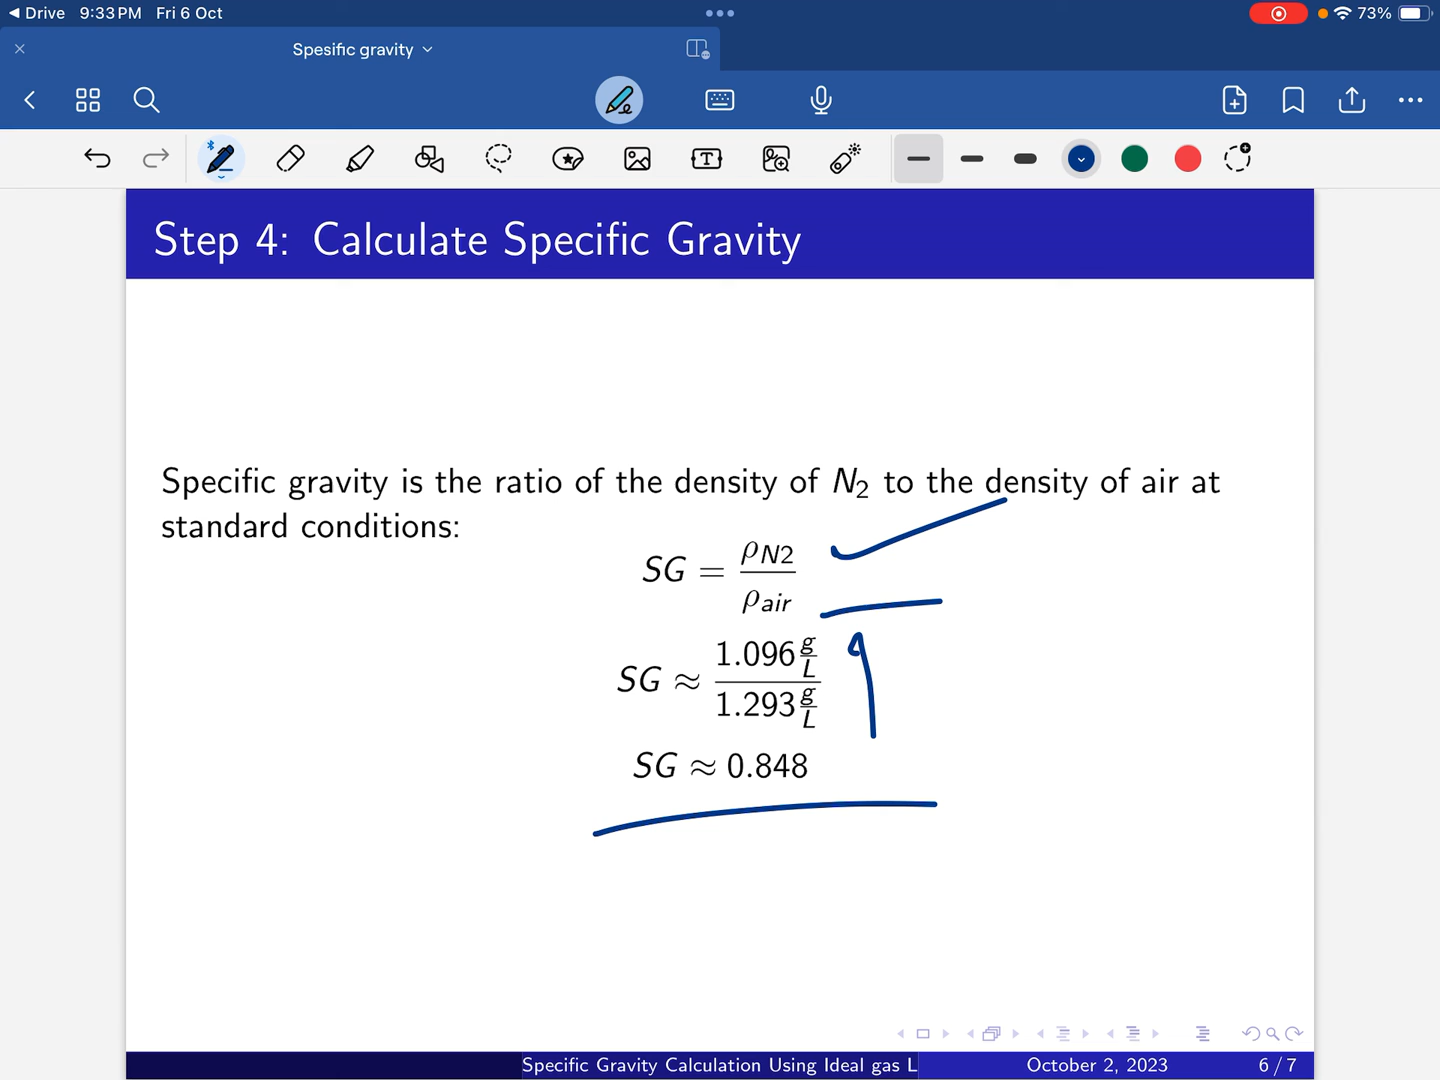 Drive 9:33 PM Fri 6 Oct
73%
Spesific gravity
Step 4: Calculate Specific Gravity
Specific gravity is the ratio of the density of N₂ to the density of air at
standard conditions:
SG = ρN2 / ρair
SG ≈ 1.096 g/L / 1.293 g/L
SG ≈ 0.848
Specific Gravity Calculation Using Ideal gas L October 2, 2023 6 / 7